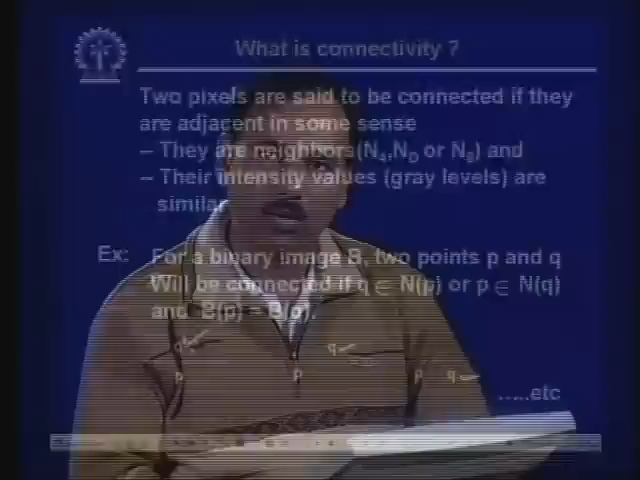 What is connectivity ?
Two pixels are said to be connected if they
are adjacent in some sense
– They are neighbors(N4,ND or N8) and
– Their intensity values (gray levels) are
similar
Ex: For a binary image B, two points p and q
Will be connected if q ∈ N(p) or p ∈ N(q)
and B(p) = B(q).
q
q
p
p
p
q
.....etc